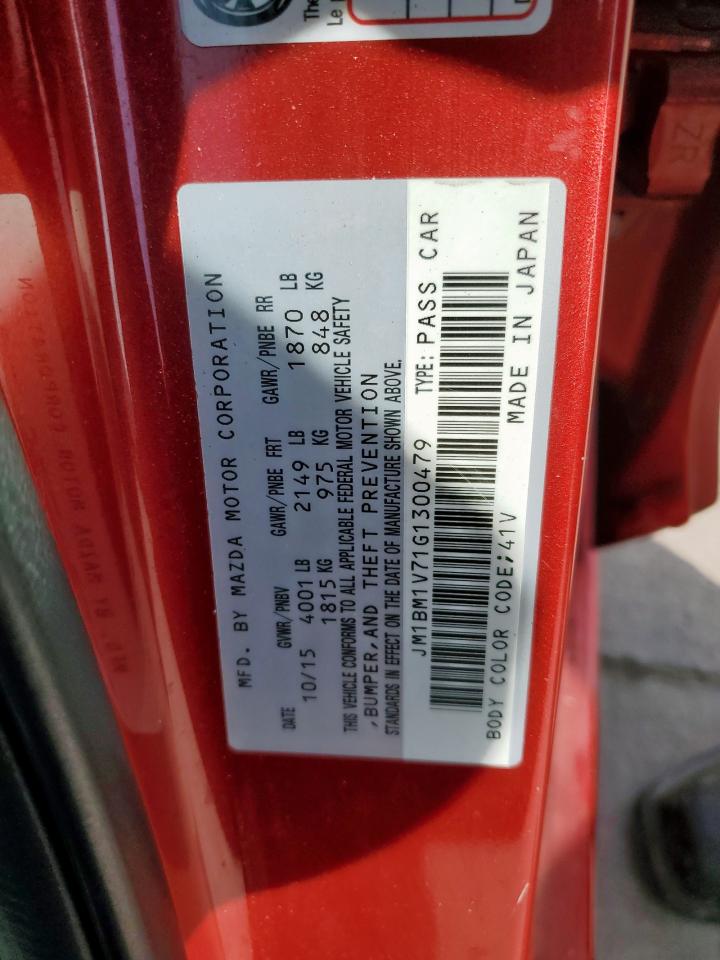 The
Le
MFD. BY MAZDA MOTOR CORPORATION
DATE GVWR/PNBV GAWR/PNBE FRT GAWR/PNBE RR
10/15 4001 LB 2149 LB 1870 LB
1815 KG 975 KG 848 KG
THIS VEHICLE CONFORMS TO ALL APPLICABLE FEDERAL MOTOR VEHICLE SAFETY
,BUMPER,AND THEFT PREVENTION
STANDARDS IN EFFECT ON THE DATE OF MANUFACTURE SHOWN ABOVE.
JM1BM1V71G1300479 TYPE: PASS CAR
BODY COLOR CODE;41V MADE IN JAPAN
ZR